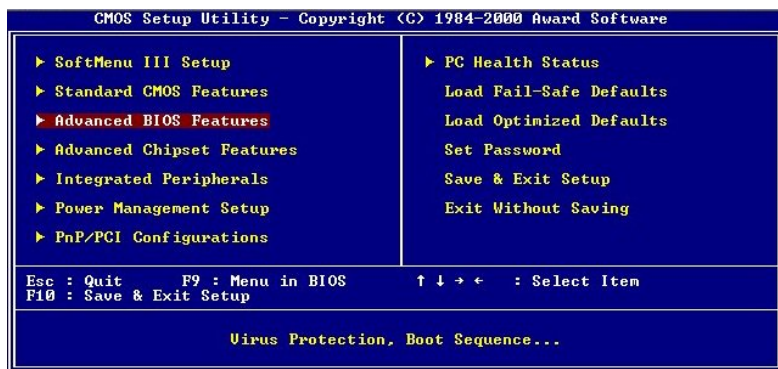 CMOS Setup Utility - Copyright (C) 1984-2000 Award Software
▶ SoftMenu III Setup
▶ Standard CMOS Features
▶ Advanced BIOS Features
▶ Advanced Chipset Features
▶ Integrated Peripherals
▶ Power Management Setup
▶ PnP/PCI Configurations
▶ PC Health Status
Load Fail-Safe Defaults
Load Optimized Defaults
Set Password
Save & Exit Setup
Exit Without Saving
Esc : Quit F9 : Menu in BIOS ↑ ↓ → ← : Select Item
F10 : Save & Exit Setup
Virus Protection, Boot Sequence...